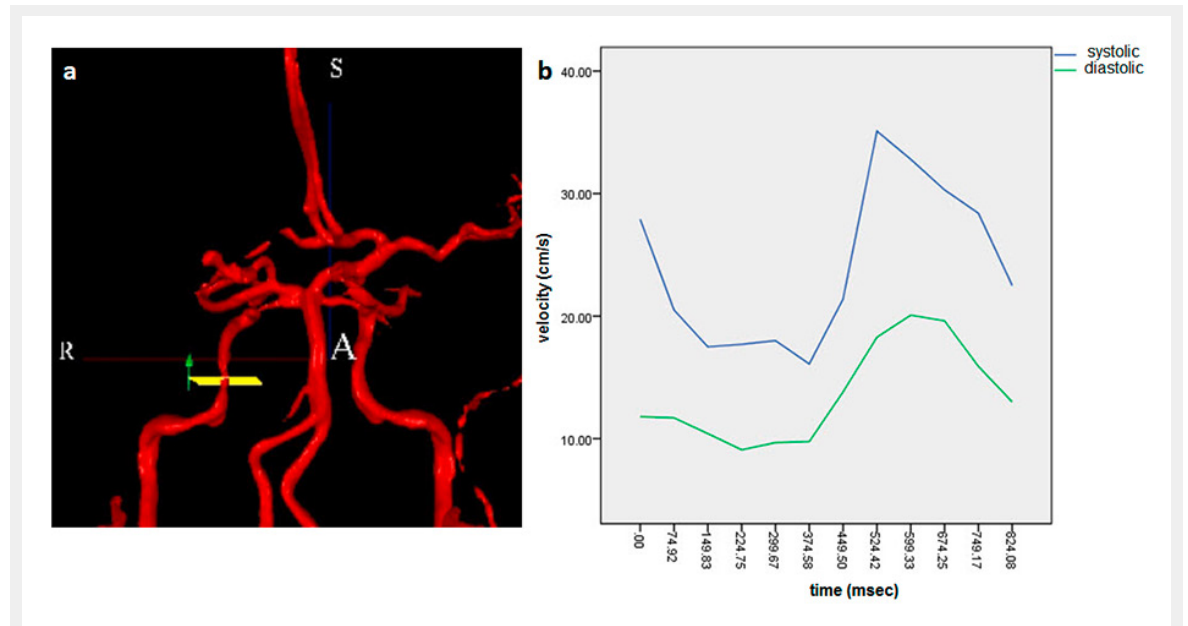 a
S
R
A
b
systolic
diastolic
40.00
30.00
20.00
10.00
velocity (cm/s)
.00
74.92
149.83
224.75
299.67
374.58
449.50
524.42
599.33
674.25
749.17
824.08
time (msec)